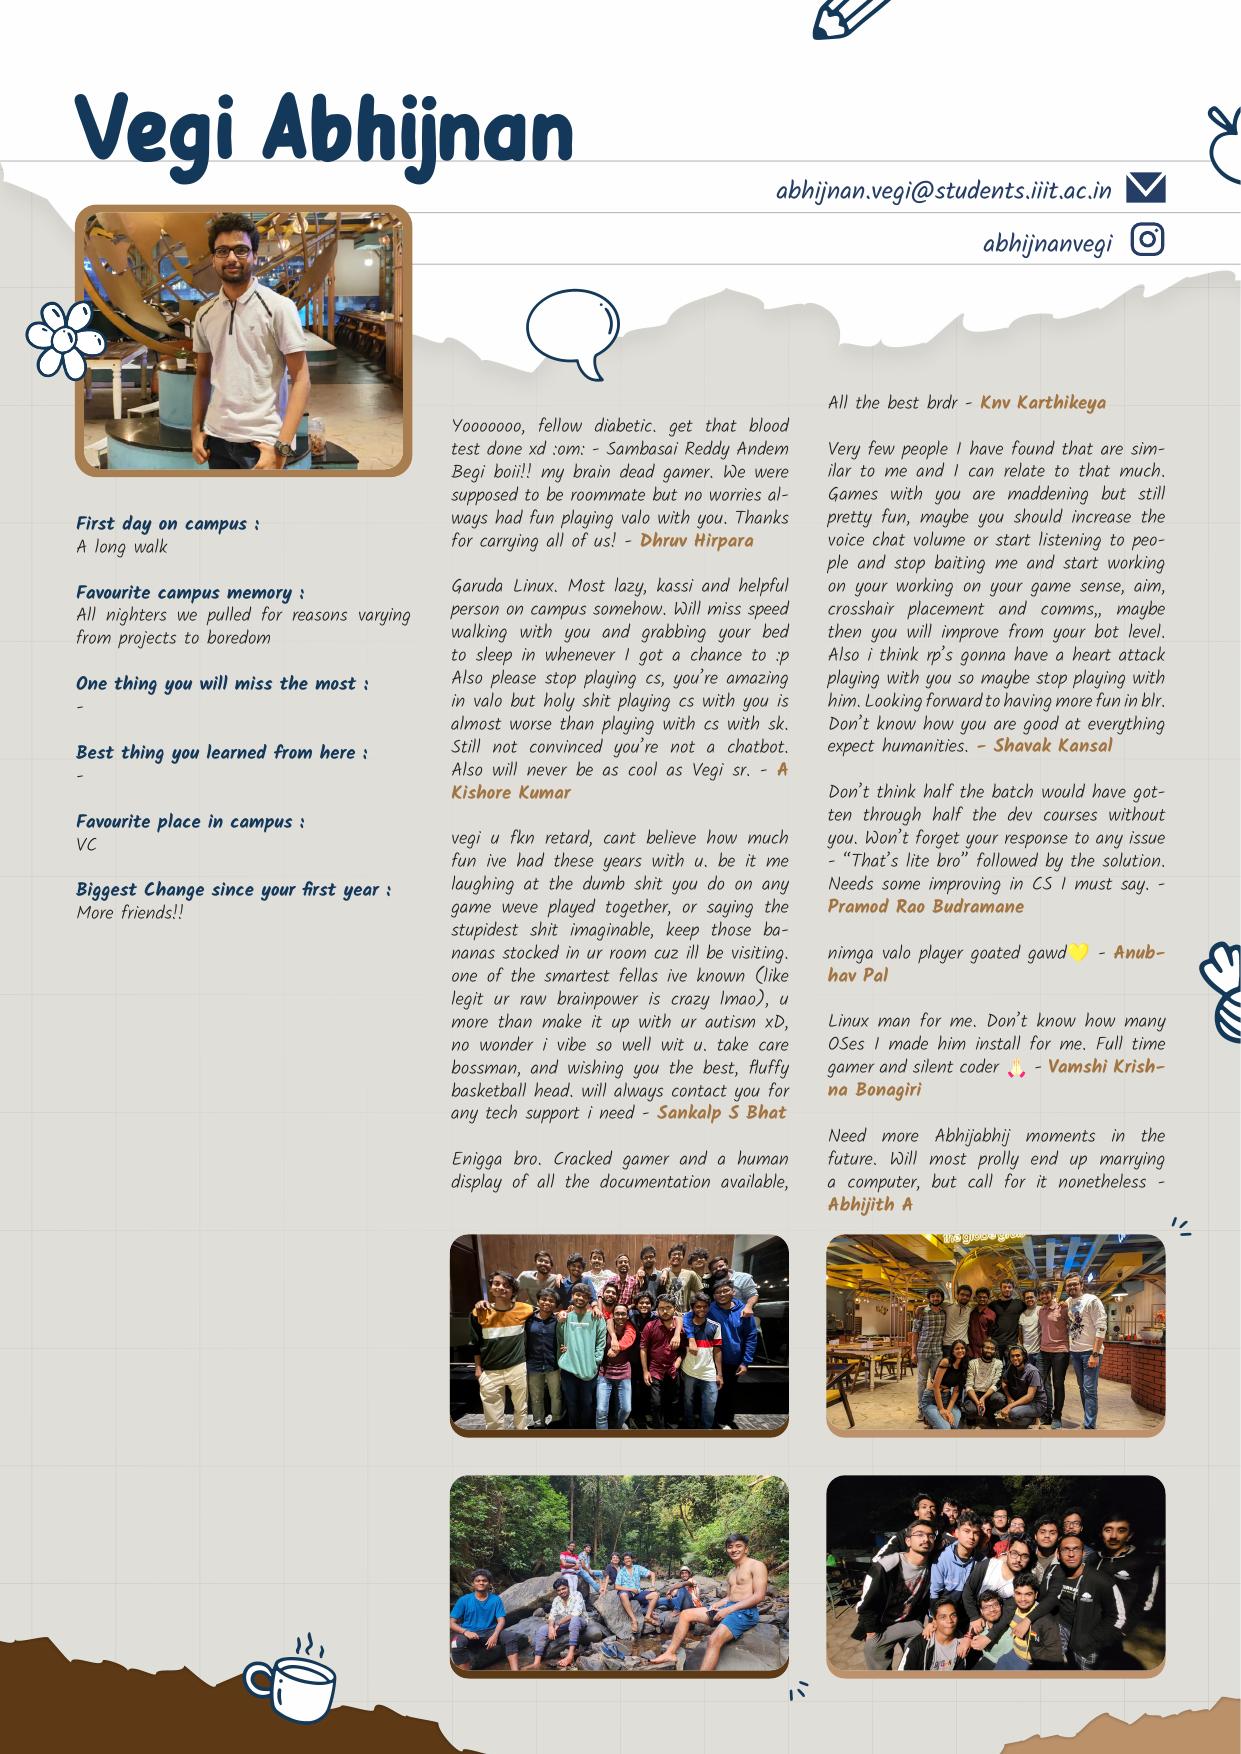 Vegi Abhijnan
abhijnan.vegi@students.iiit.ac.in
abhijnanvegi
First day on campus :
A long walk
Favourite campus memory :
All nighters we pulled for reasons varying
from projects to boredom
One thing you will miss the most :
-
Best thing you learned from here :
-
Favourite place in campus :
VC
Biggest Change since your first year :
More friends!!
Yooooooo, fellow diabetic. get that blood
test done xd :om: - Sambasai Reddy Andem
Begi boii!! my brain dead gamer. We were
supposed to be roommate but no worries al-
ways had fun playing valo with you. Thanks
for carrying all of us! - Dhruv Hirpara
Garuda Linux. Most lazy, kassi and helpful
person on campus somehow. Will miss speed
walking with you and grabbing your bed
to sleep in whenever I got a chance to :p
Also please stop playing cs, you're amazing
in valo but holy shit playing cs with you is
almost worse than playing with cs with sk.
Still not convinced you're not a chatbot.
Also will never be as cool as Vegi sr. - A
Kishore Kumar
vegi u fkn retard, cant believe how much
fun ive had these years with u. be it me
laughing at the dumb shit you do on any
game weve played together, or saying the
stupidest shit imaginable, keep those ba-
nanas stocked in ur room cuz ill be visiting.
one of the smartest fellas ive known (like
legit ur raw brainpower is crazy lmao), u
more than make it up with ur autism xD,
no wonder i vibe so well wit u. take care
bossman, and wishing you the best, fluffy
basketball head. will always contact you for
any tech support i need - Sankalp S Bhat
Enigga bro. Cracked gamer and a human
display of all the documentation available,
All the best brdr - Knv Karthikeya
Very few people I have found that are sim-
ilar to me and I can relate to that much.
Games with you are maddening but still
pretty fun, maybe you should increase the
voice chat volume or start listening to peo-
ple and stop baiting me and start working
on your working on your game sense, aim,
crosshair placement and comms,, maybe
then you will improve from your bot level.
Also i think rp's gonna have a heart attack
playing with you so maybe stop playing with
him. Looking forward to having more fun in blr.
Don't know how you are good at everything
expect humanities. - Shavak Kansal
Don't think half the batch would have got-
ten through half the dev courses without
you. Won't forget your response to any issue
- "That's lite bro" followed by the solution.
Needs some improving in CS I must say. -
Pramod Rao Budramane
nimga valo player goated gawd💛 - Anub-
hav Pal
Linux man for me. Don't know how many
OSes I made him install for me. Full time
gamer and silent coder 🙏🏻 - Vamshi Krish-
na Bonagiri
Need more Abhijabhij moments in the
future. Will most prolly end up marrying
a computer, but call for it nonetheless -
Abhijith A